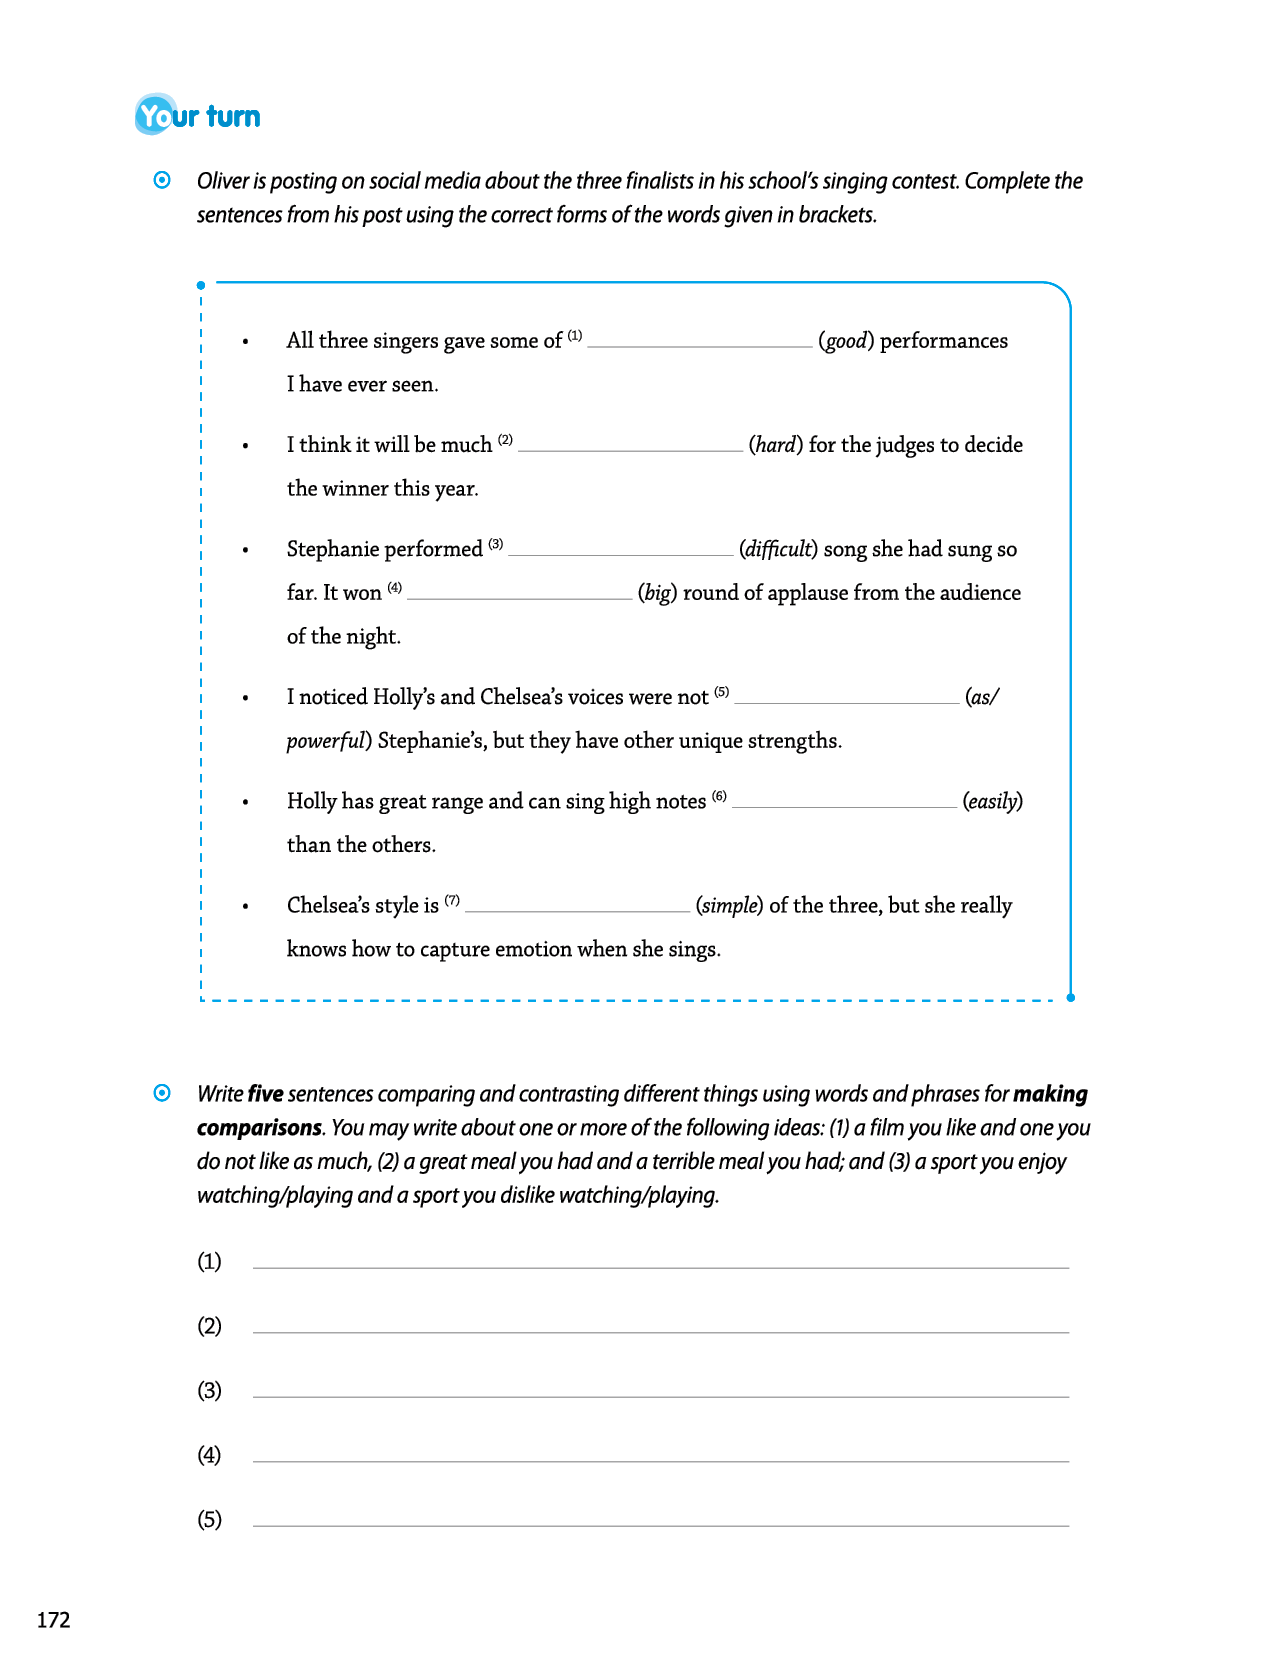 Your turn
Oliver is posting on social media about the three finalists in his school's singing contest. Complete the
sentences from his post using the correct forms of the words given in brackets.
• All three singers gave some of (1) ____________________ (good) performances
I have ever seen.
• I think it will be much (2) ____________________ (hard) for the judges to decide
the winner this year.
• Stephanie performed (3) ____________________ (difficult) song she had sung so
far. It won (4) ____________________ (big) round of applause from the audience
of the night.
• I noticed Holly's and Chelsea's voices were not (5) ____________________ (as/
powerful) Stephanie's, but they have other unique strengths.
• Holly has great range and can sing high notes (6) ____________________ (easily)
than the others.
• Chelsea's style is (7) ____________________ (simple) of the three, but she really
knows how to capture emotion when she sings.
Write five sentences comparing and contrasting different things using words and phrases for making
comparisons. You may write about one or more of the following ideas: (1) a film you like and one you
do not like as much, (2) a great meal you had and a terrible meal you had; and (3) a sport you enjoy
watching/playing and a sport you dislike watching/playing.
(1)
(2)
(3)
(4)
(5)
172